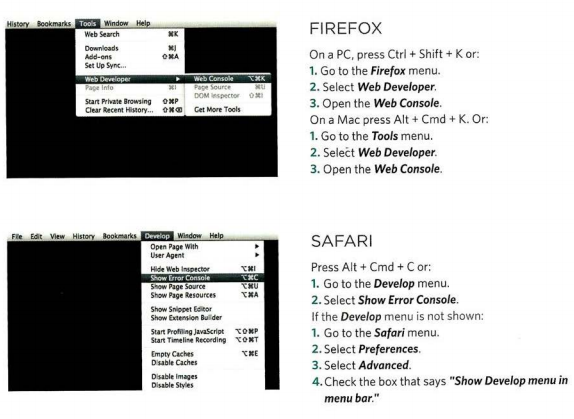 History Bookmarks Tools Window Help
Web Search ⌘K
Downloads ⌘J
Add-ons ⇧⌘A
Set Up Sync...
Web Developer ▶
Page Info ⌘I
Start Private Browsing ⇧⌘P
Clear Recent History... ⇧⌘⌫
Web Console ⌥⌘K
Page Source ⌘U
DOM Inspector ⇧⌘I
Get More Tools
FIREFOX
On a PC, press Ctrl + Shift + K or:
1. Go to the Firefox menu.
2. Select Web Developer.
3. Open the Web Console.
On a Mac press Alt + Cmd + K. Or:
1. Go to the Tools menu.
2. Select Web Developer.
3. Open the Web Console.
File Edit View History Bookmarks Develop Window Help
Open Page With ▶
User Agent ▶
Hide Web Inspector ⌥⌘I
Show Error Console ⌥⌘C
Show Page Source ⌥⌘U
Show Page Resources ⌥⌘A
Show Snippet Editor
Show Extension Builder
Start Profiling JavaScript ⌥⇧⌘P
Start Timeline Recording ⌥⇧⌘T
Empty Caches ⌥⌘E
Disable Caches
Disable Images
Disable Styles
SAFARI
Press Alt + Cmd + C or:
1. Go to the Develop menu.
2. Select Show Error Console.
If the Develop menu is not shown:
1. Go to the Safari menu.
2. Select Preferences.
3. Select Advanced.
4. Check the box that says "Show Develop menu in
menu bar."